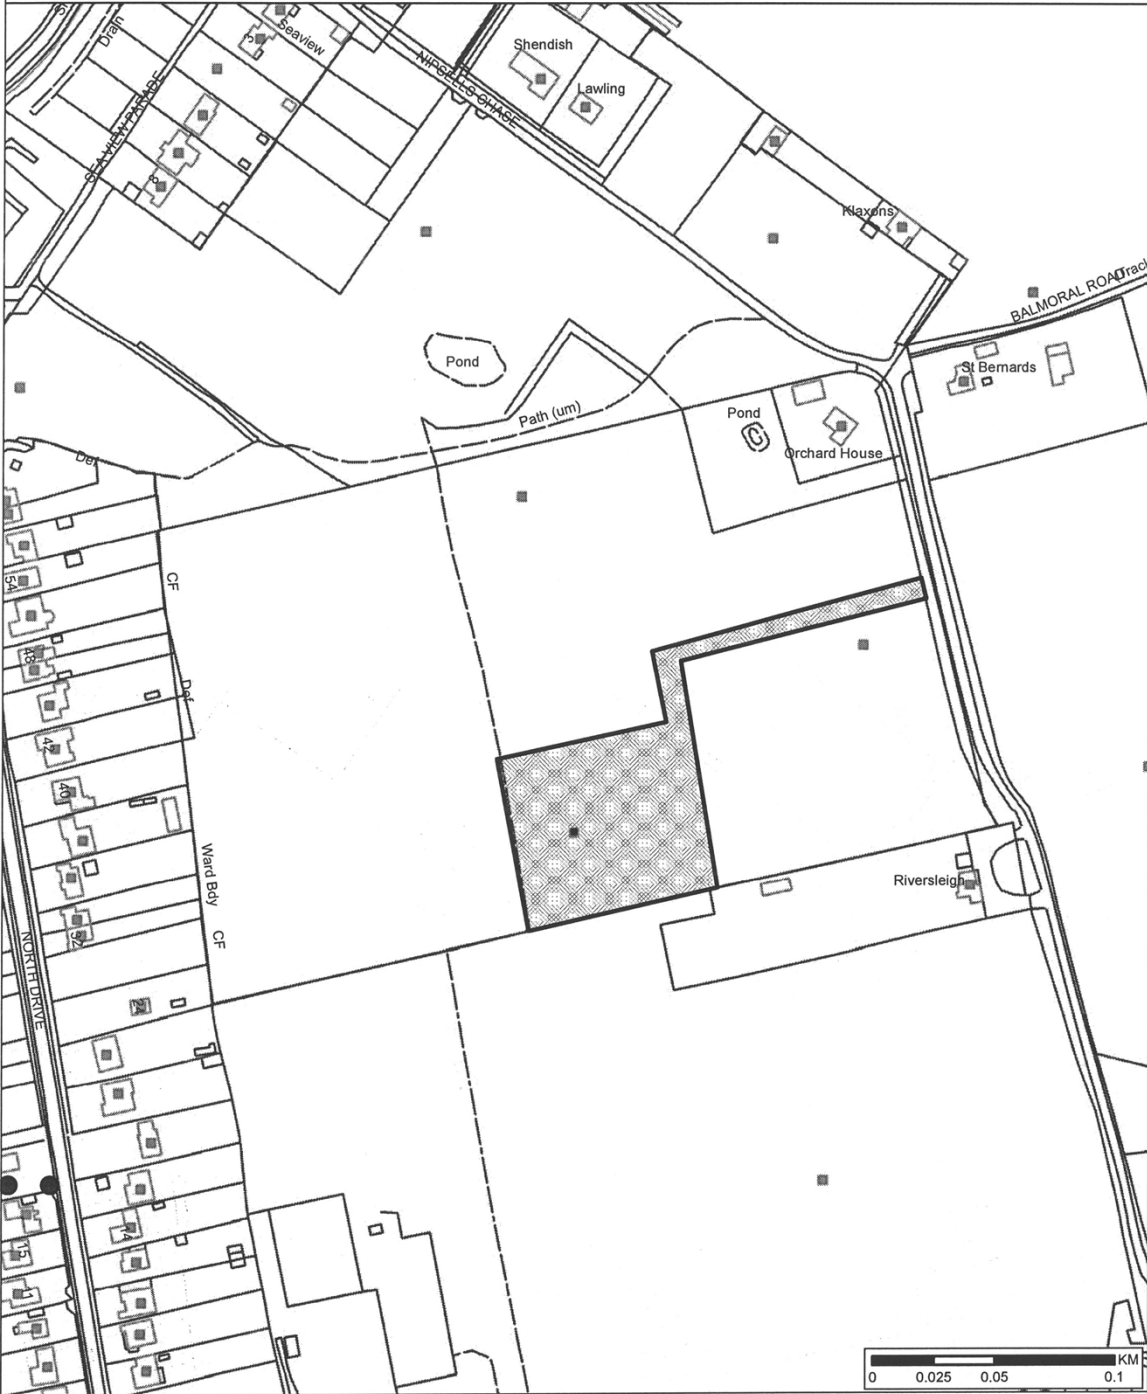 Drain
3
Seaview
Shendish
NIPSELLS CHASE
Lawling
SEA VIEW PARADE
8
Klaxons
Track
BALMORAL ROAD
Pond
St Bernards
Path (um)
Pond
Orchard House
Def
CF
54
48
Def
42
40
Ward Bdy
Riversleigh
32
CF
NORTH DRIVE
24
14
15
11
KM
0 0.025 0.05 0.1